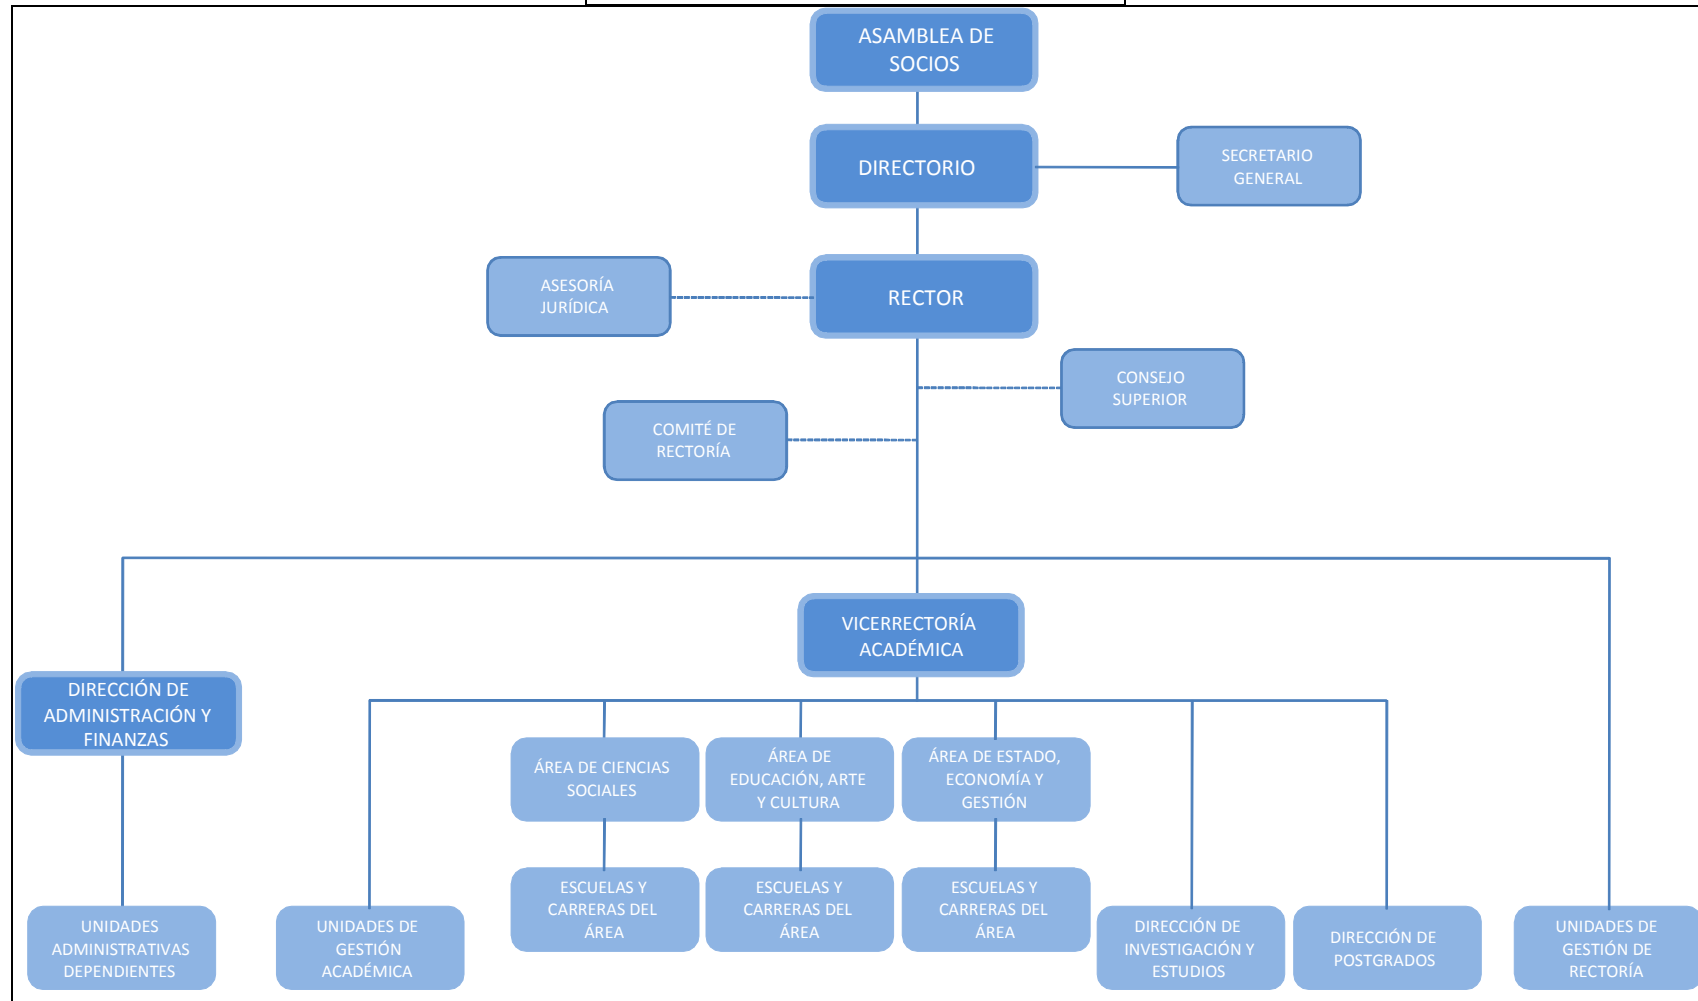 ASAMBLEA DE
SOCIOS
DIRECTORIO
SECRETARIO
GENERAL
ASESORÍA
JURÍDICA
RECTOR
CONSEJO
SUPERIOR
COMITÉ DE
RECTORÍA
VICERRECTORÍA
ACADÉMICA
DIRECCIÓN DE
ADMINISTRACIÓN Y
FINANZAS
ÁREA DE CIENCIAS
SOCIALES
ÁREA DE
EDUCACIÓN, ARTE
Y CULTURA
ÁREA DE ESTADO,
ECONOMÍA Y
GESTIÓN
ESCUELAS Y
CARRERAS DEL
ÁREA
ESCUELAS Y
CARRERAS DEL
ÁREA
ESCUELAS Y
CARRERAS DEL
ÁREA
UNIDADES
ADMINISTRATIVAS
DEPENDIENTES
UNIDADES DE
GESTIÓN
ACADÉMICA
DIRECCIÓN DE
INVESTIGACIÓN Y
ESTUDIOS
DIRECCIÓN DE
POSTGRADOS
UNIDADES DE
GESTIÓN DE
RECTORÍA